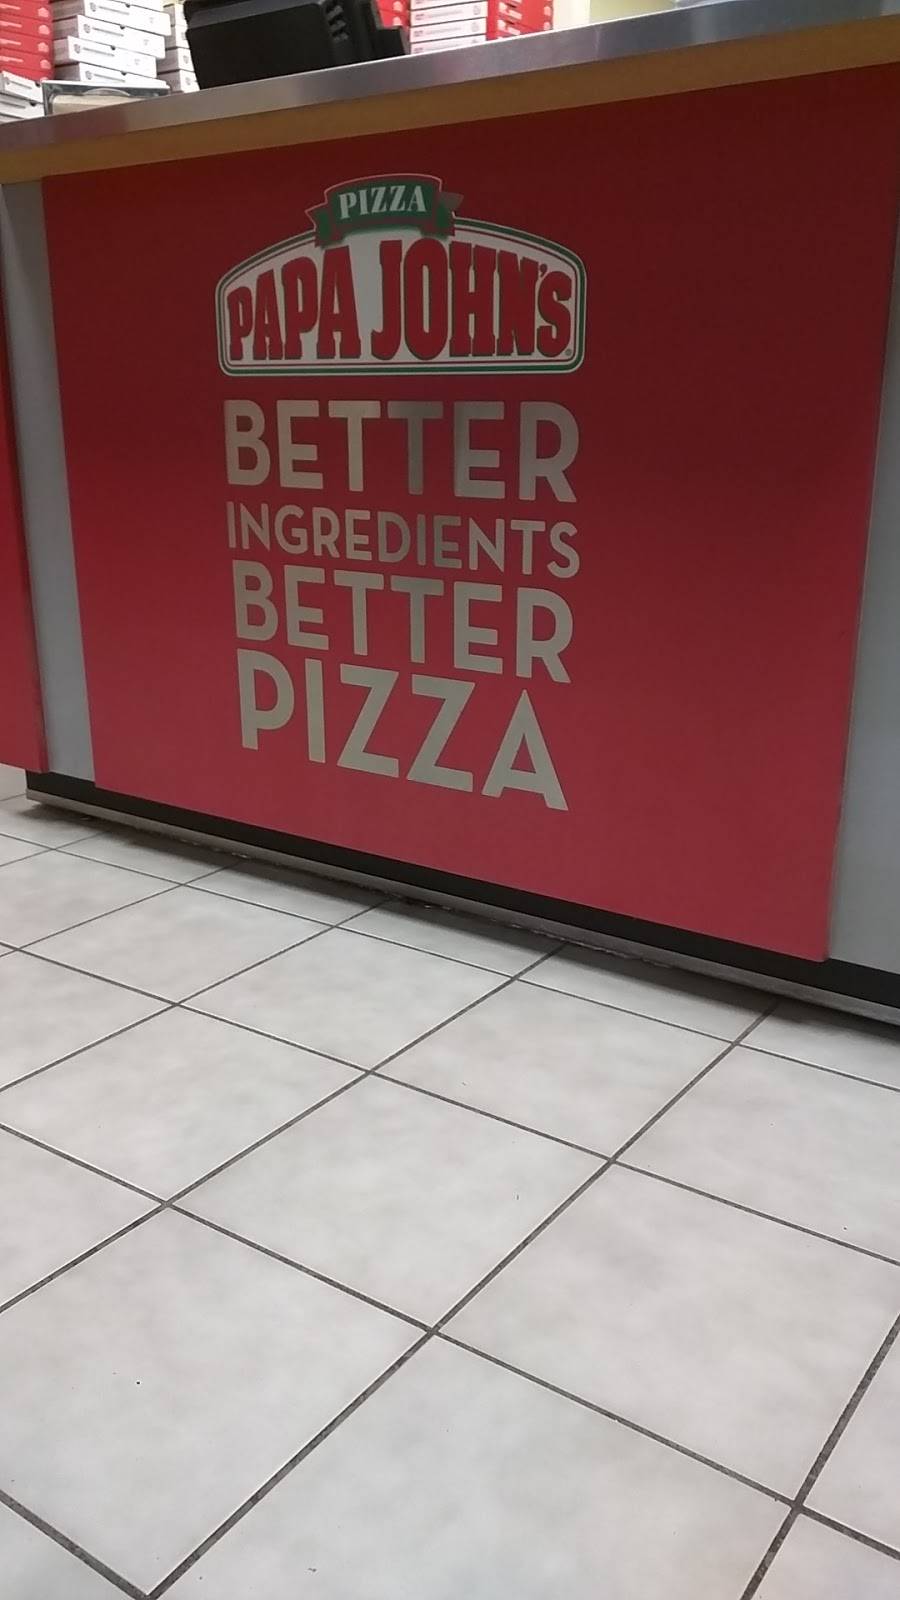 PIZZA
PAPA JOHN'S
BETTER
INGREDIENTS
BETTER
PIZZA